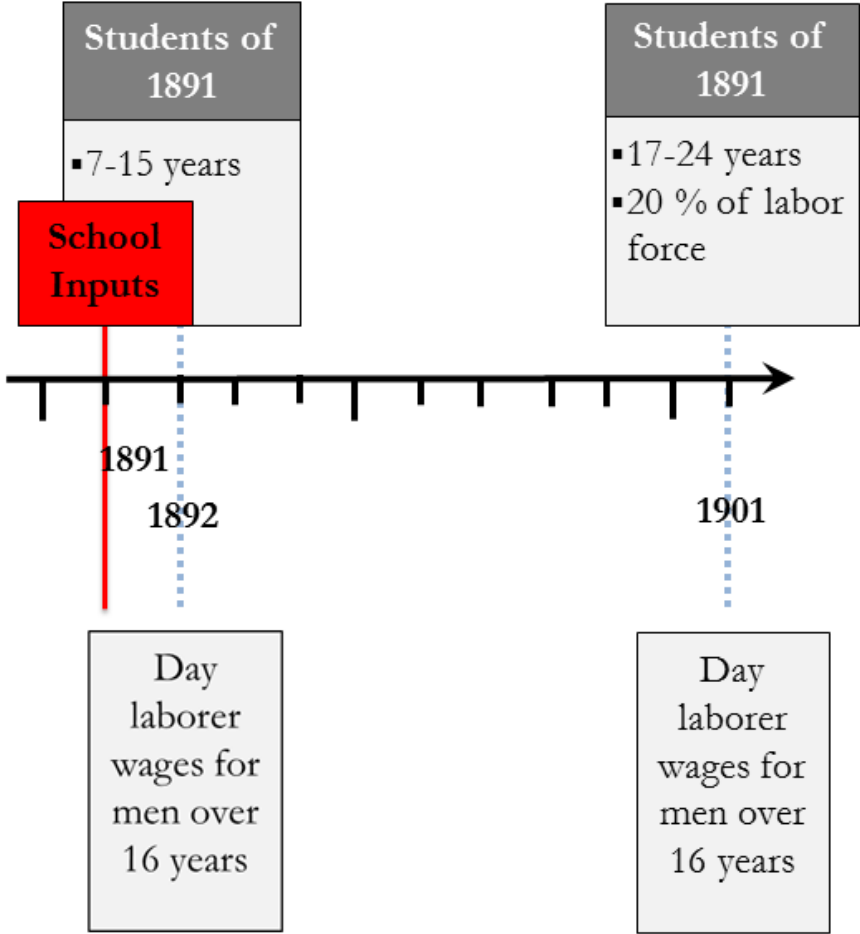 Students of
1891
▪7-15 years
School
Inputs
Students of
1891
▪17-24 years
▪20 % of labor
force
1891
1892
1901
Day
laborer
wages for
men over
16 years
Day
laborer
wages for
men over
16 years